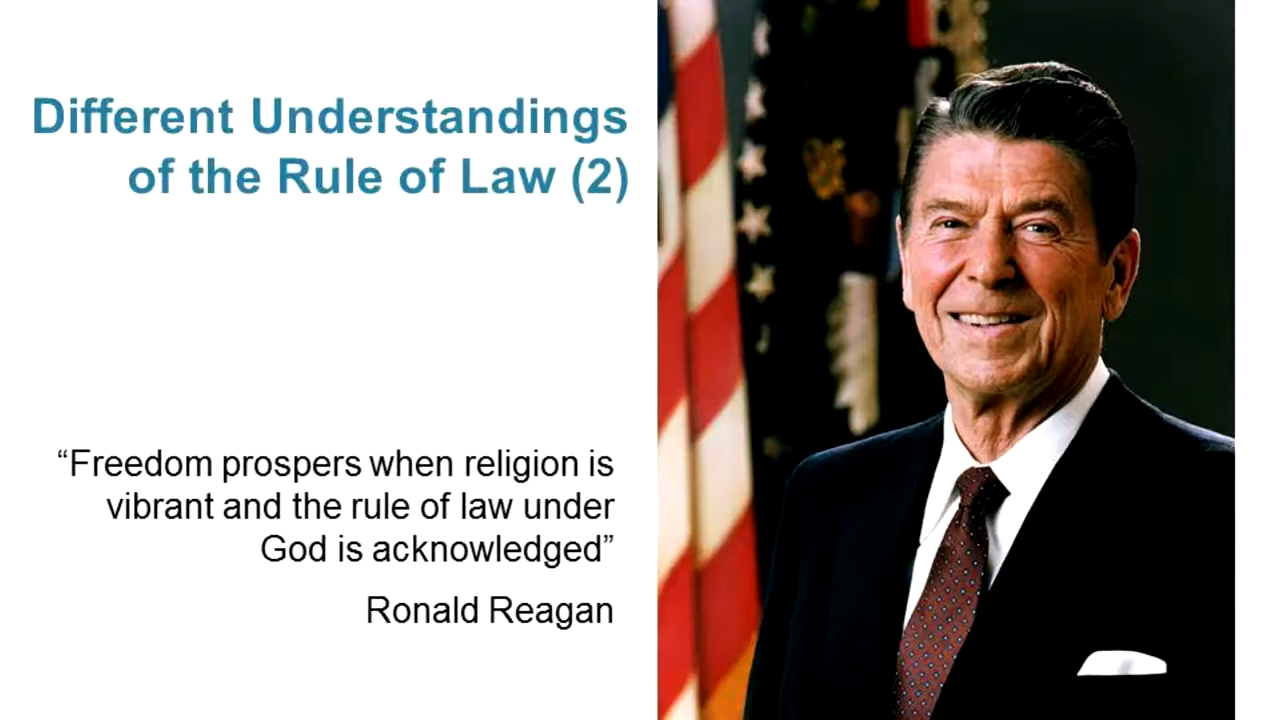 Different Understandings
of the Rule of Law (2)
“Freedom prospers when religion is
vibrant and the rule of law under
God is acknowledged”
Ronald Reagan